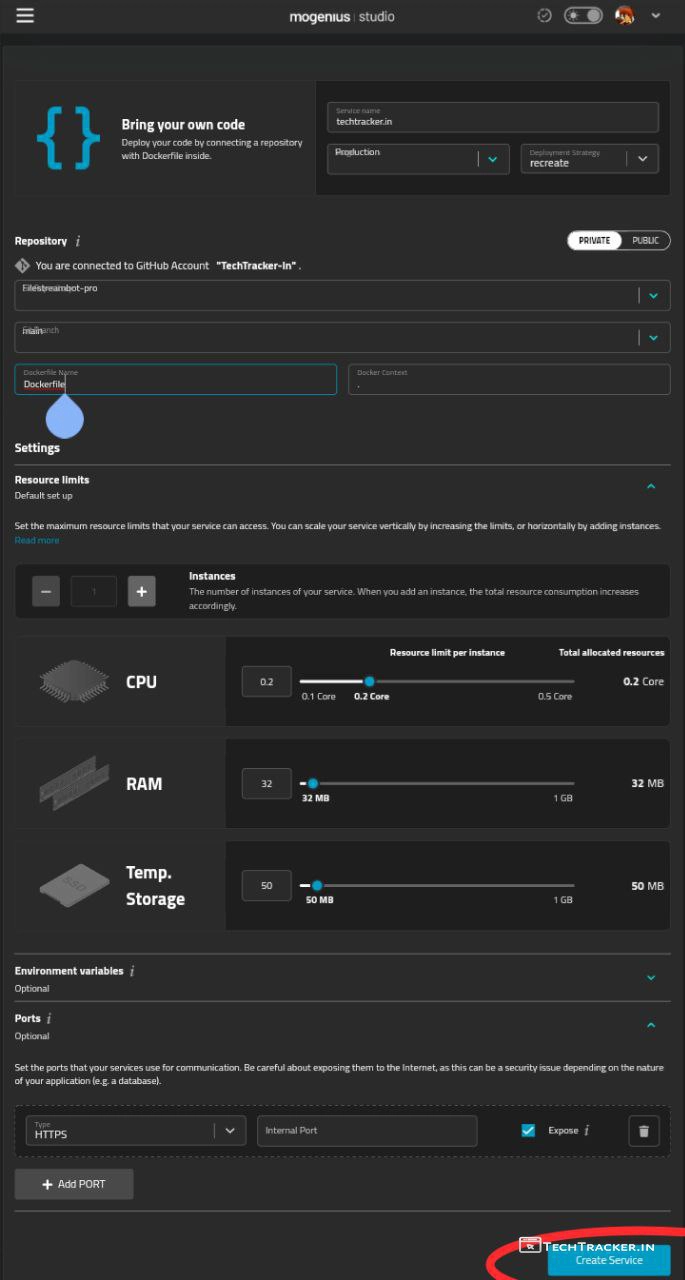 mogenius | studio
Bring your own code
Deploy your code by connecting a repository
with Dockerfile inside.
Service name
techtracker.in
Production
Deployment Strategy
recreate
Repository i
PRIVATE PUBLIC
You are connected to GitHub Account "TechTracker-In" .
Filestreambot-pro
main
Dockerfile Name
Dockerfile
Docker Context
.
Settings
Resource limits
Default set up
Set the maximum resource limits that your service can access. You can scale your service vertically by increasing the limits, or horizontally by adding instances.
Read more
− 1 +
Instances
The number of instances of your service. When you add an instance, the total resource consumption increases
accordingly.
Resource limit per instance Total allocated resources
CPU 0.2 0.2 Core
0.1 Core 0.2 Core 0.5 Core
RAM 32 32 MB
32 MB 1 GB
SSD
Temp.
Storage
50 50 MB
50 MB 1 GB
Environment variables i
Optional
Ports i
Optional
Set the ports that your services use for communication. Be careful about exposing them to the Internet, as this can be a security issue depending on the nature
of your application (e.g. a database).
Type
HTTPS
Internal Port
Expose i
+ Add PORT
TECHTRACKER.IN
Create Service